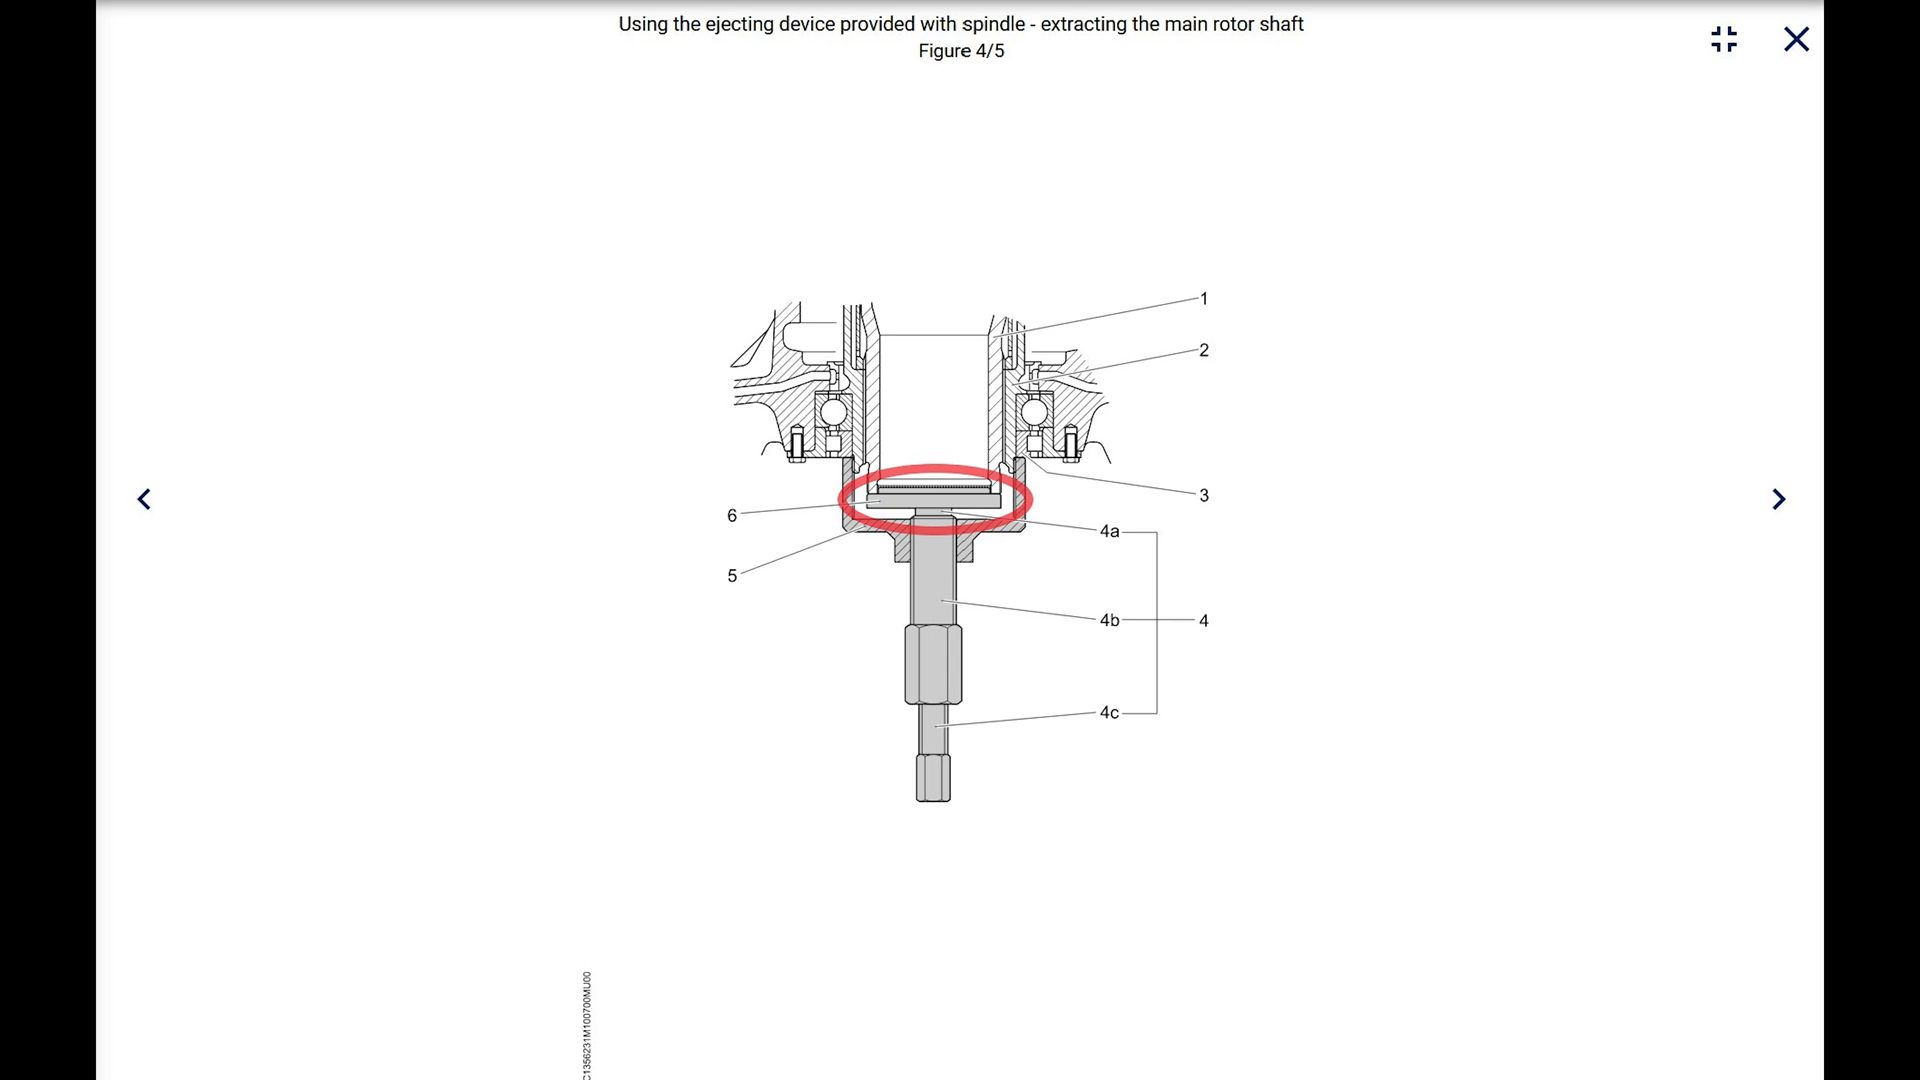 Using the ejecting device provided with spindle - extracting the main rotor shaft
Figure 4/5
1
2
3
6
4a
5
4b
4
4c
C1356231M100700MU00